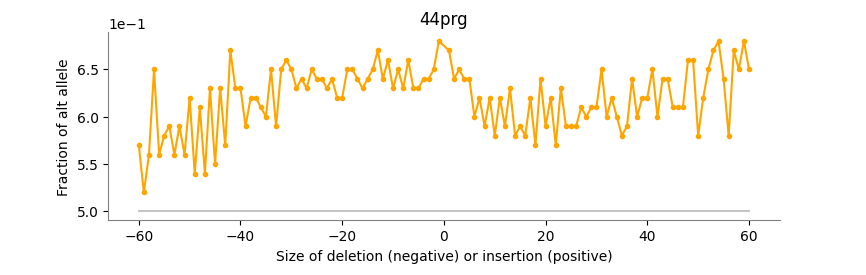 44prg
1e−1
Fraction of alt allele
6.5
6.0
5.5
5.0
−60 −40 −20 0 20 40 60
Size of deletion (negative) or insertion (positive)